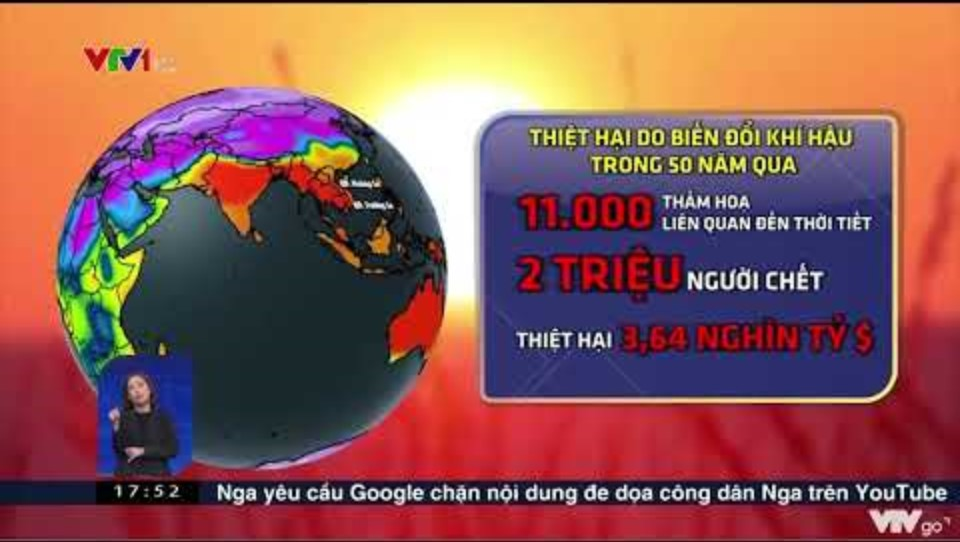 VTV1
THIỆT HẠI DO BIẾN ĐỔI KHÍ HẬU
TRONG 50 NĂM QUA
11.000 THẢM HỌA
LIÊN QUAN ĐẾN THỜI TIẾT
2 TRIỆU NGƯỜI CHẾT
THIỆT HẠI 3,64 NGHÌN TỶ $
17:52 Nga yêu cầu Google chặn nội dung đe dọa công dân Nga trên YouTube
VTVgo